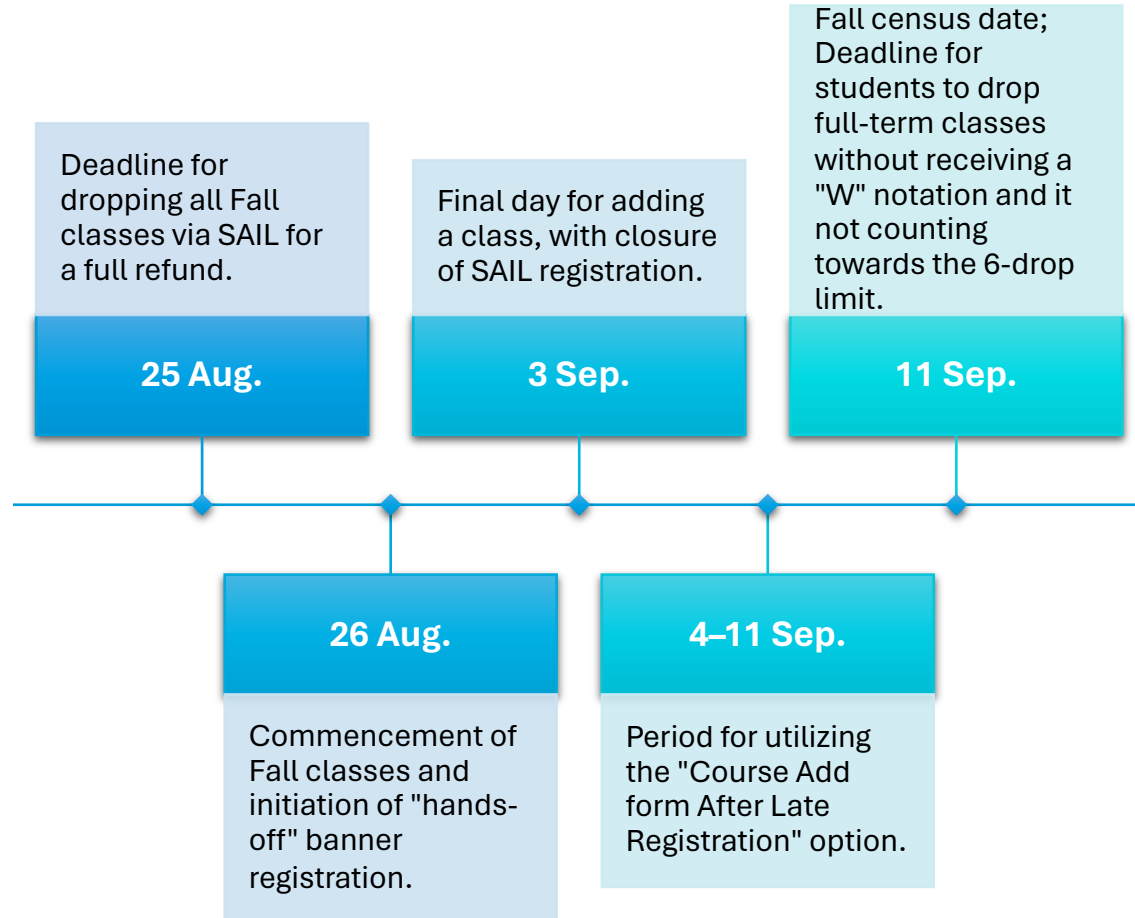 Deadline for
dropping all Fall
classes via SAIL for
a full refund.
25 Aug.
Commencement of
Fall classes and
initiation of "hands-
off" banner
registration.
26 Aug.
Final day for adding
a class, with closure
of SAIL registration.
3 Sep.
4–11 Sep.
Period for utilizing
the "Course Add
form After Late
Registration" option.
Fall census date;
Deadline for
students to drop
full-term classes
without receiving a
"W" notation and it
not counting
towards the 6-drop
limit.
11 Sep.